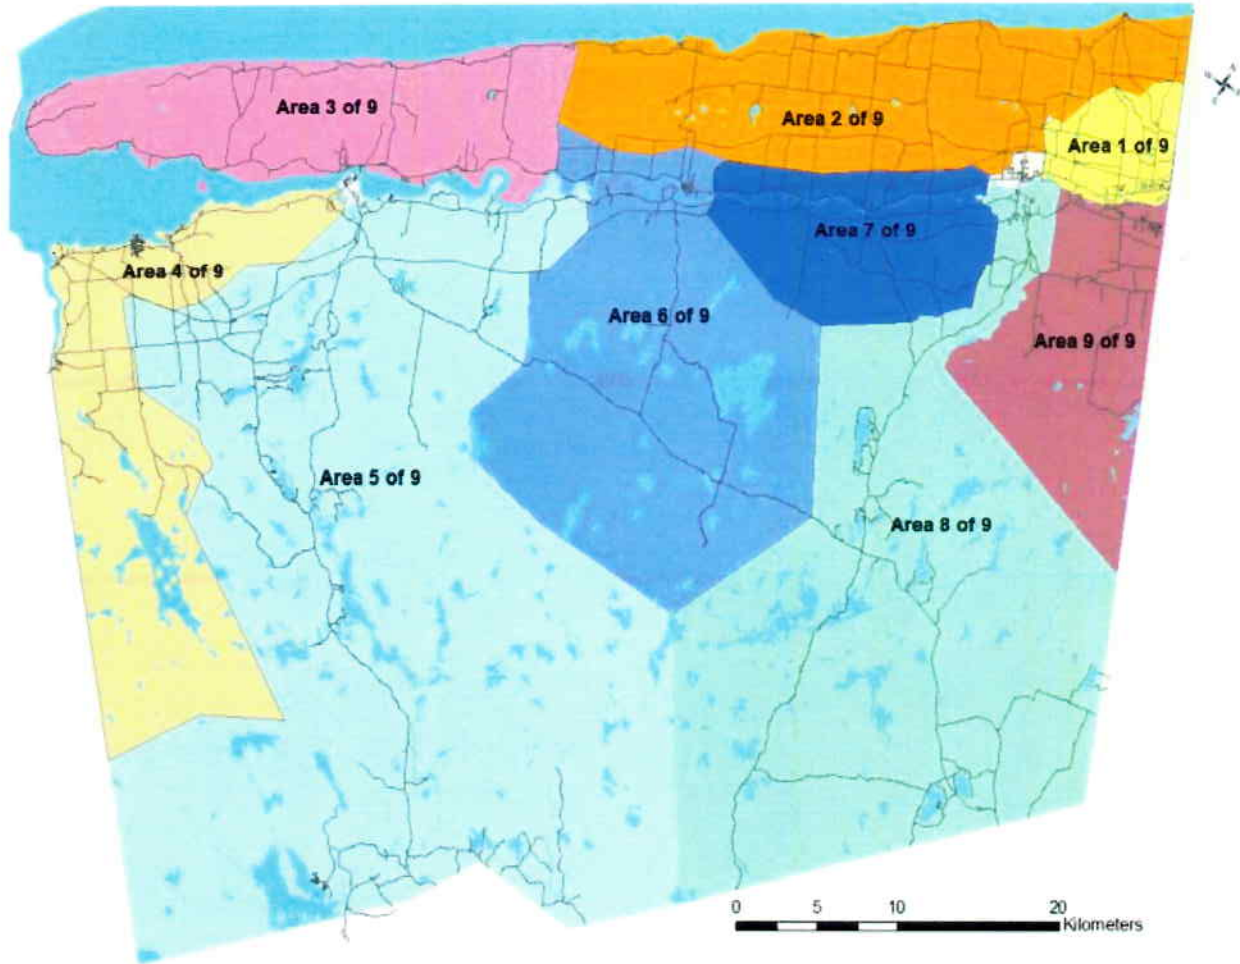 Area 3 of 9
Area 2 of 9
Area 1 of 9
Area 7 of 9
Area 4 of 9
Area 6 of 9
Area 9 of 9
Area 5 of 9
Area 8 of 9
0 5 10 20
Kilometers